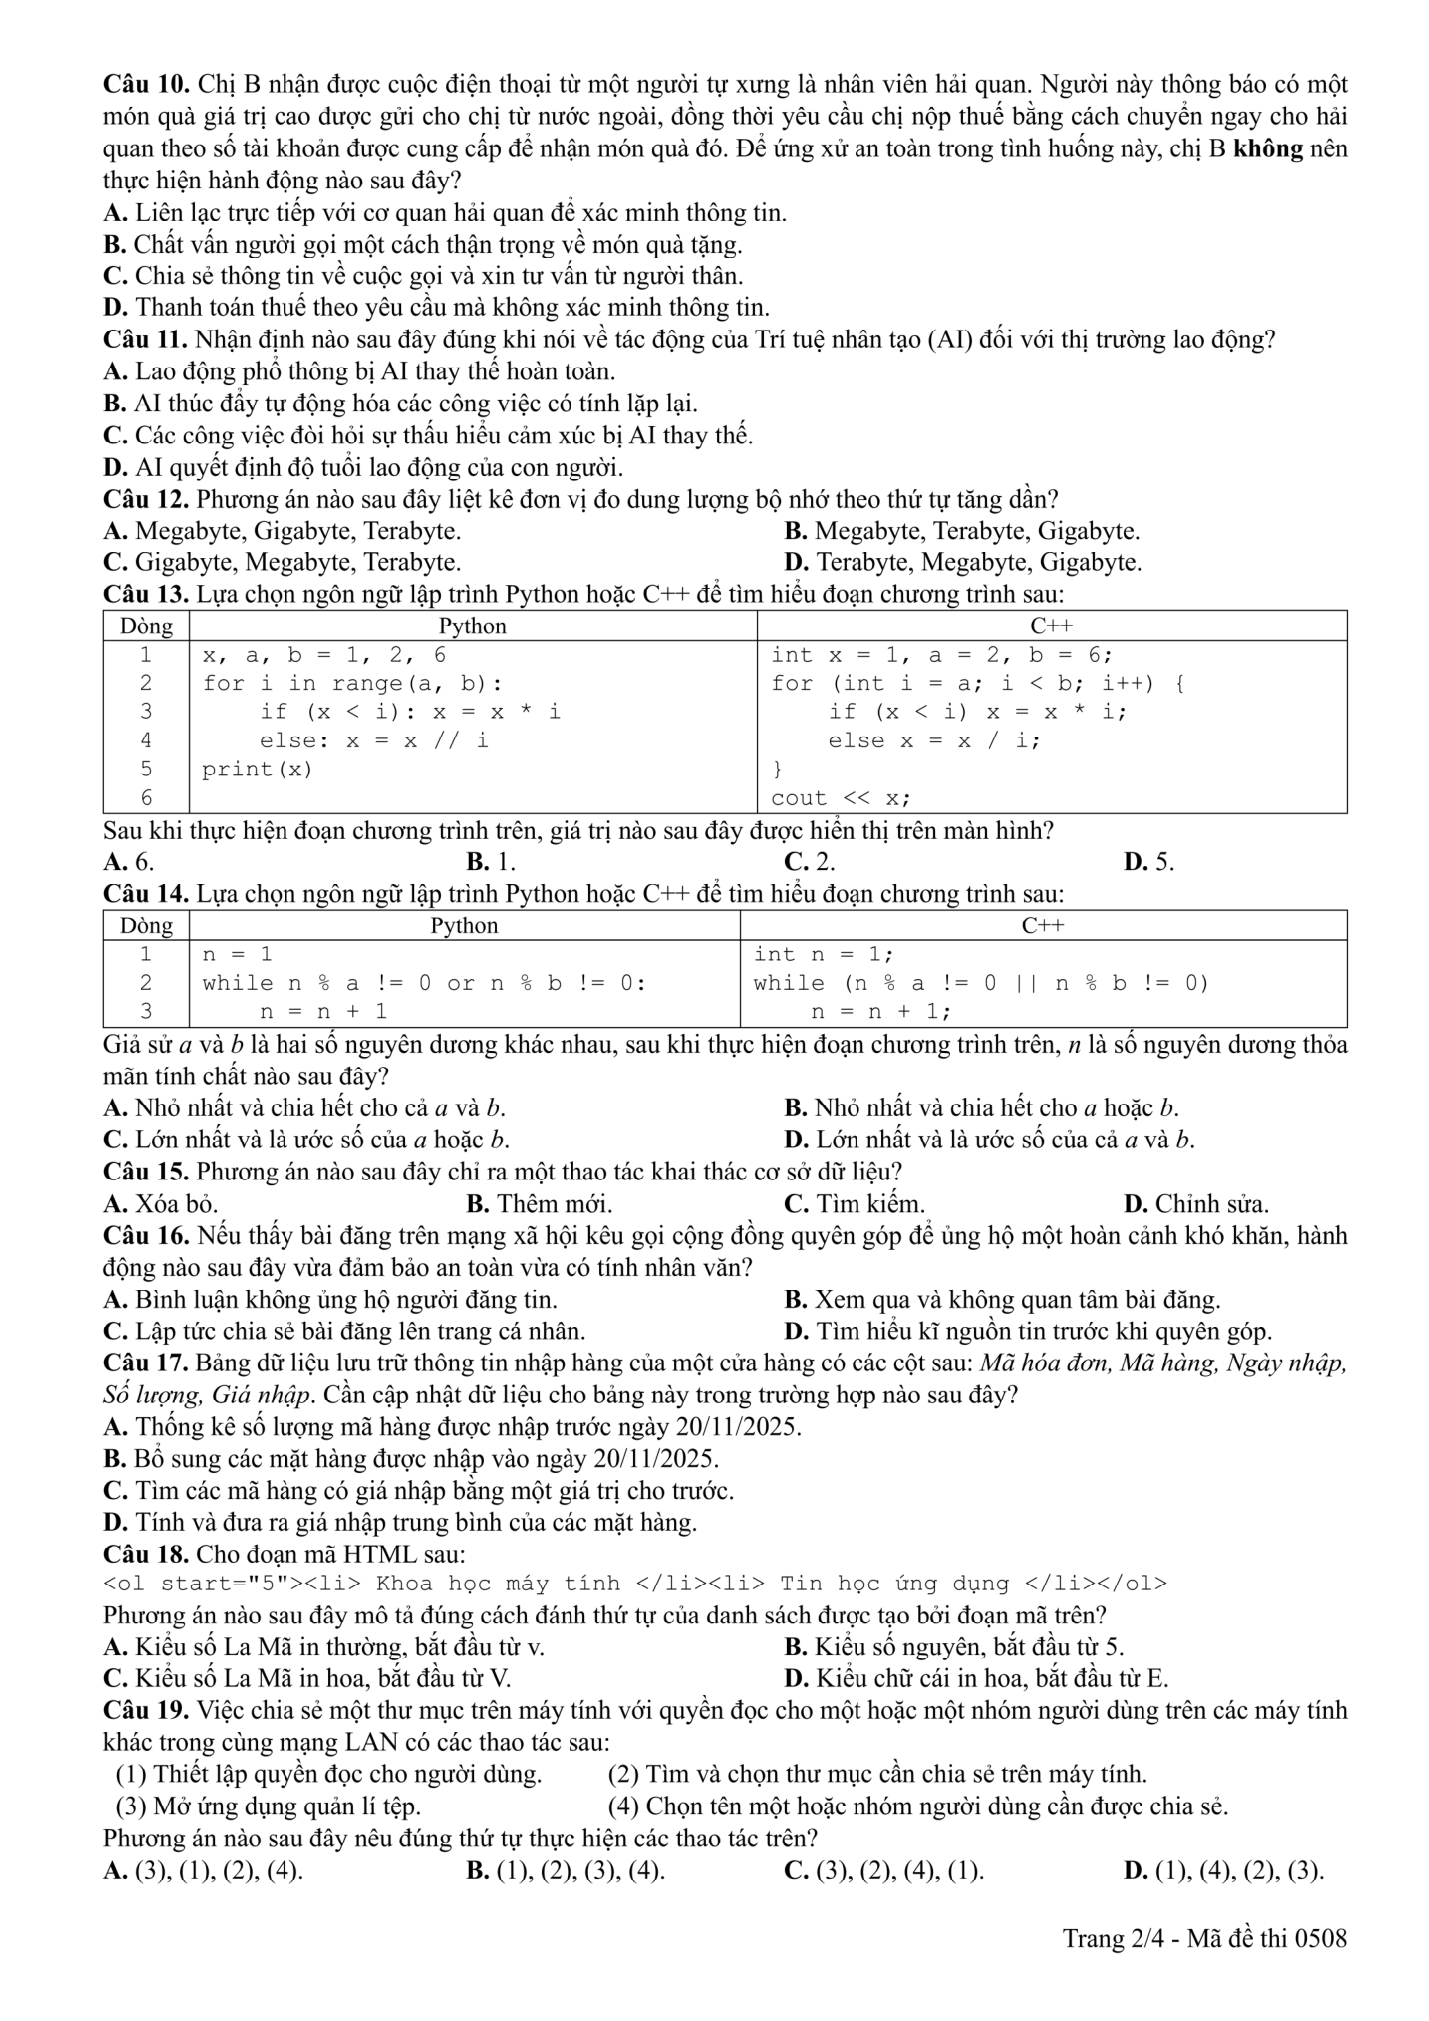 Câu 10. Chị B nhận được cuộc điện thoại từ một người tự xưng là nhân viên hải quan. Người này thông báo có một
món quà giá trị cao được gửi cho chị từ nước ngoài, đồng thời yêu cầu chị nộp thuế bằng cách chuyển ngay cho hải
quan theo số tài khoản được cung cấp để nhận món quà đó. Để ứng xử an toàn trong tình huống này, chị B không nên
thực hiện hành động nào sau đây?
A. Liên lạc trực tiếp với cơ quan hải quan để xác minh thông tin.
B. Chất vấn người gọi một cách thận trọng về món quà tặng.
C. Chia sẻ thông tin về cuộc gọi và xin tư vấn từ người thân.
D. Thanh toán thuế theo yêu cầu mà không xác minh thông tin.
Câu 11. Nhận định nào sau đây đúng khi nói về tác động của Trí tuệ nhân tạo (AI) đối với thị trường lao động?
A. Lao động phổ thông bị AI thay thế hoàn toàn.
B. AI thúc đẩy tự động hóa các công việc có tính lặp lại.
C. Các công việc đòi hỏi sự thấu hiểu cảm xúc bị AI thay thế.
D. AI quyết định độ tuổi lao động của con người.
Câu 12. Phương án nào sau đây liệt kê đơn vị đo dung lượng bộ nhớ theo thứ tự tăng dần?
A. Megabyte, Gigabyte, Terabyte. B. Megabyte, Terabyte, Gigabyte.
C. Gigabyte, Megabyte, Terabyte. D. Terabyte, Megabyte, Gigabyte.
Câu 13. Lựa chọn ngôn ngữ lập trình Python hoặc C++ để tìm hiểu đoạn chương trình sau:
Dòng Python C++
1 x, a, b = 1, 2, 6 int x = 1, a = 2, b = 6;
2 for i in range(a, b): for (int i = a; i < b; i++) {
3 if (x < i): x = x * i if (x < i) x = x * i;
4 else: x = x // i else x = x / i;
5 print(x) }
6 cout << x;
Sau khi thực hiện đoạn chương trình trên, giá trị nào sau đây được hiển thị trên màn hình?
A. 6. B. 1. C. 2. D. 5.
Câu 14. Lựa chọn ngôn ngữ lập trình Python hoặc C++ để tìm hiểu đoạn chương trình sau:
Dòng Python C++
1 n = 1 int n = 1;
2 while n % a != 0 or n % b != 0: while (n % a != 0 || n % b != 0)
3 n = n + 1 n = n + 1;
Giả sử a và b là hai số nguyên dương khác nhau, sau khi thực hiện đoạn chương trình trên, n là số nguyên dương thỏa
mãn tính chất nào sau đây?
A. Nhỏ nhất và chia hết cho cả a và b. B. Nhỏ nhất và chia hết cho a hoặc b.
C. Lớn nhất và là ước số của a hoặc b. D. Lớn nhất và là ước số của cả a và b.
Câu 15. Phương án nào sau đây chỉ ra một thao tác khai thác cơ sở dữ liệu?
A. Xóa bỏ. B. Thêm mới. C. Tìm kiếm. D. Chỉnh sửa.
Câu 16. Nếu thấy bài đăng trên mạng xã hội kêu gọi cộng đồng quyên góp để ủng hộ một hoàn cảnh khó khăn, hành
động nào sau đây vừa đảm bảo an toàn vừa có tính nhân văn?
A. Bình luận không ủng hộ người đăng tin. B. Xem qua và không quan tâm bài đăng.
C. Lập tức chia sẻ bài đăng lên trang cá nhân. D. Tìm hiểu kĩ nguồn tin trước khi quyên góp.
Câu 17. Bảng dữ liệu lưu trữ thông tin nhập hàng của một cửa hàng có các cột sau: Mã hóa đơn, Mã hàng, Ngày nhập,
Số lượng, Giá nhập. Cần cập nhật dữ liệu cho bảng này trong trường hợp nào sau đây?
A. Thống kê số lượng mã hàng được nhập trước ngày 20/11/2025.
B. Bổ sung các mặt hàng được nhập vào ngày 20/11/2025.
C. Tìm các mã hàng có giá nhập bằng một giá trị cho trước.
D. Tính và đưa ra giá nhập trung bình của các mặt hàng.
Câu 18. Cho đoạn mã HTML sau:
<ol start="5"><li> Khoa học máy tính </li><li> Tin học ứng dụng </li></ol>
Phương án nào sau đây mô tả đúng cách đánh thứ tự của danh sách được tạo bởi đoạn mã trên?
A. Kiểu số La Mã in thường, bắt đầu từ v. B. Kiểu số nguyên, bắt đầu từ 5.
C. Kiểu số La Mã in hoa, bắt đầu từ V. D. Kiểu chữ cái in hoa, bắt đầu từ E.
Câu 19. Việc chia sẻ một thư mục trên máy tính với quyền đọc cho một hoặc một nhóm người dùng trên các máy tính
khác trong cùng mạng LAN có các thao tác sau:
(1) Thiết lập quyền đọc cho người dùng. (2) Tìm và chọn thư mục cần chia sẻ trên máy tính.
(3) Mở ứng dụng quản lí tệp. (4) Chọn tên một hoặc nhóm người dùng cần được chia sẻ.
Phương án nào sau đây nêu đúng thứ tự thực hiện các thao tác trên?
A. (3), (1), (2), (4). B. (1), (2), (3), (4). C. (3), (2), (4), (1). D. (1), (4), (2), (3).
Trang 2/4 - Mã đề thi 0508